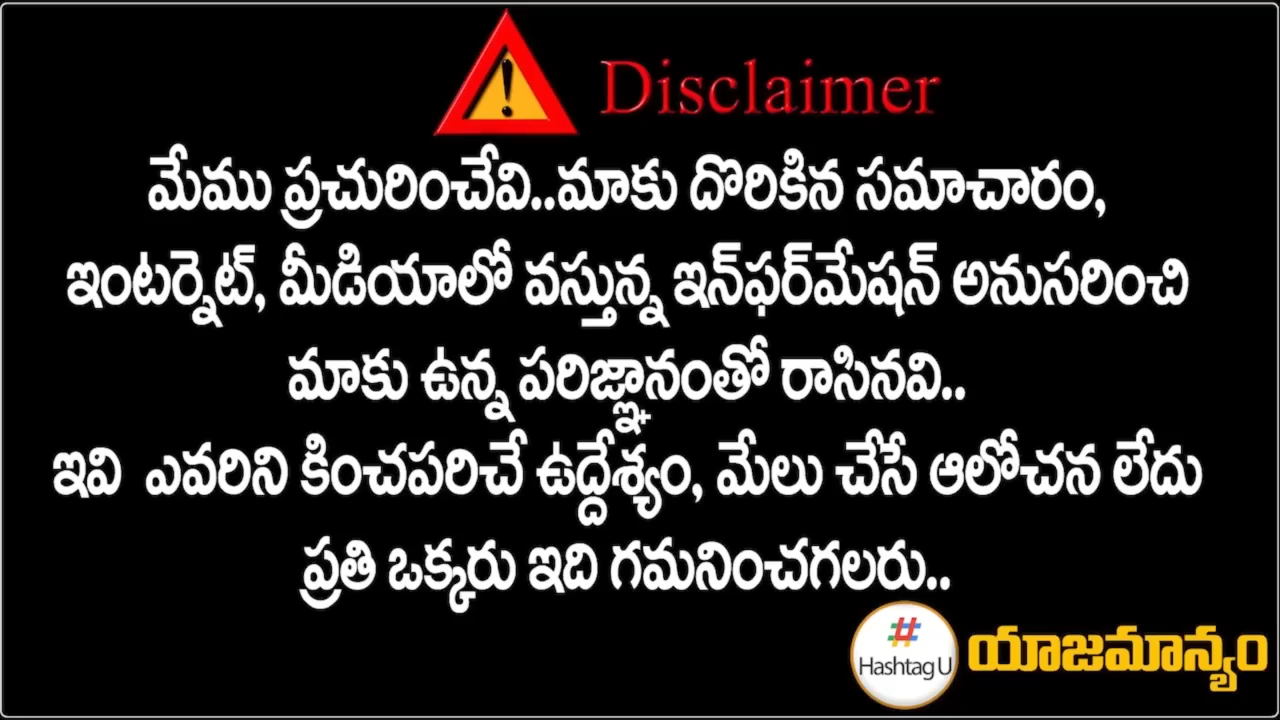 Disclaimer
మేము ప్రచురించేవి..మాకు దొరికిన సమాచారం,
ఇంటర్నెట్, మీడియాలో వస్తున్న ఇన్‌ఫర్‌మేషన్ అనుసరించి
మాకు ఉన్న పరిజ్ఞానంతో రాసినవి..
ఇవి ఎవరిని కించపరిచే ఉద్దేశ్యం, మేలు చేసే ఆలోచన లేదు
ప్రతి ఒక్కరు ఇది గమనించగలరు..
#
Hashtag U
యాజమాన్యం